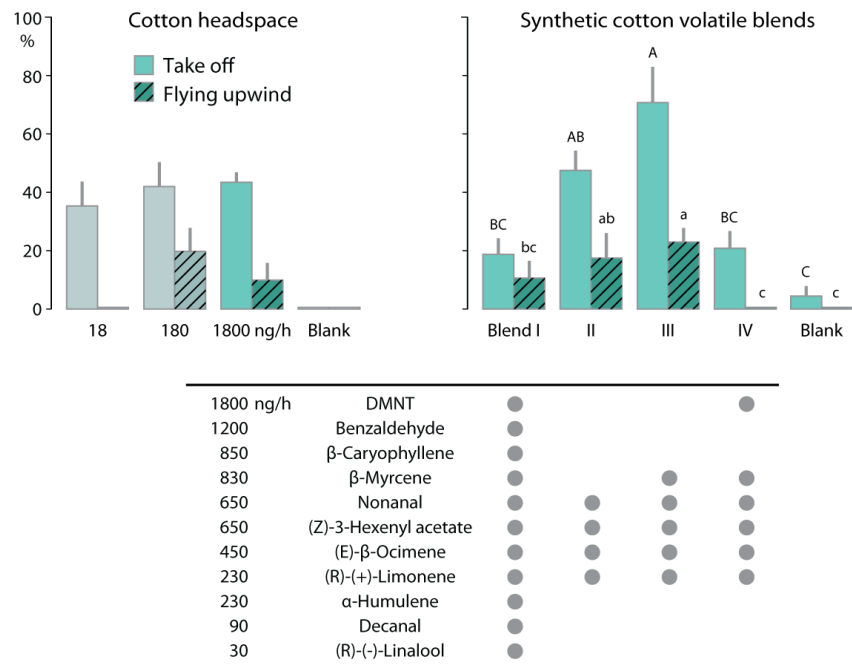 Cotton headspace
Synthetic cotton volatile blends
100
%
80
60
40
20
0
Take off
Flying upwind
18 180 1800 ng/h Blank
BC bc AB ab A a BC c C c
Blend I II III IV Blank
1800 ng/h DMNT
1200 Benzaldehyde
850 β-Caryophyllene
830 β-Myrcene
650 Nonanal
650 (Z)-3-Hexenyl acetate
450 (E)-β-Ocimene
230 (R)-(+)-Limonene
230 α-Humulene
90 Decanal
30 (R)-(-)-Linalool